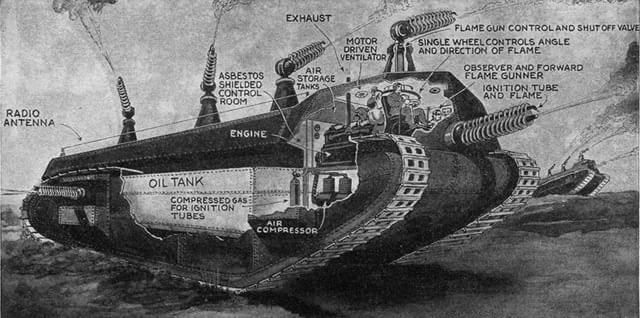 EXHAUST
FLAME GUN CONTROL AND SHUT OFF VALVE
MOTOR
DRIVEN
VENTILATOR
SINGLE WHEEL CONTROLS ANGLE
AND DIRECTION OF FLAME
ASBESTOS
SHIELDED
CONTROL
ROOM
AIR
STORAGE
TANKS
OBSERVER AND FORWARD
FLAME GUNNER
IGNITION TUBE
AND FLAME
RADIO
ANTENNA
ENGINE
OIL TANK
COMPRESSED GAS
FOR IGNITION
TUBES
AIR
COMPRESSOR